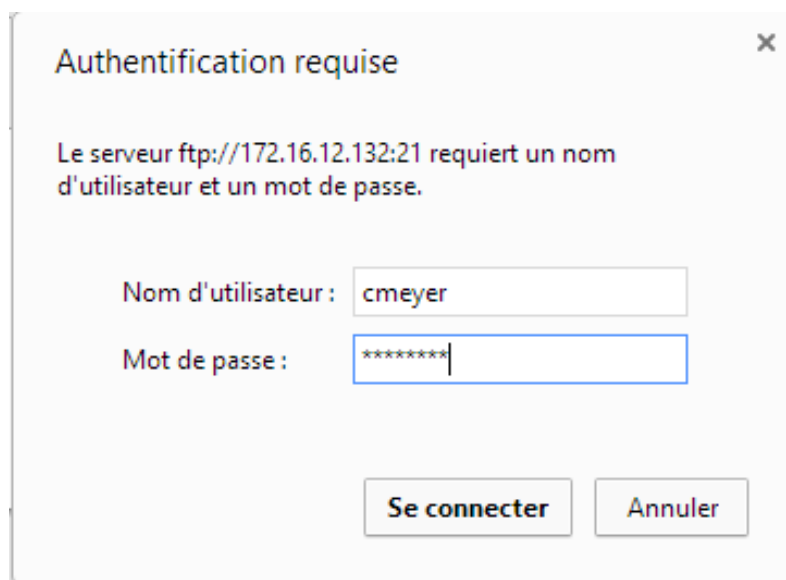 Authentification requise
Le serveur ftp://172.16.12.132:21 requiert un nom
d'utilisateur et un mot de passe.
Nom d'utilisateur : cmeyer
Mot de passe : ********
Se connecter Annuler